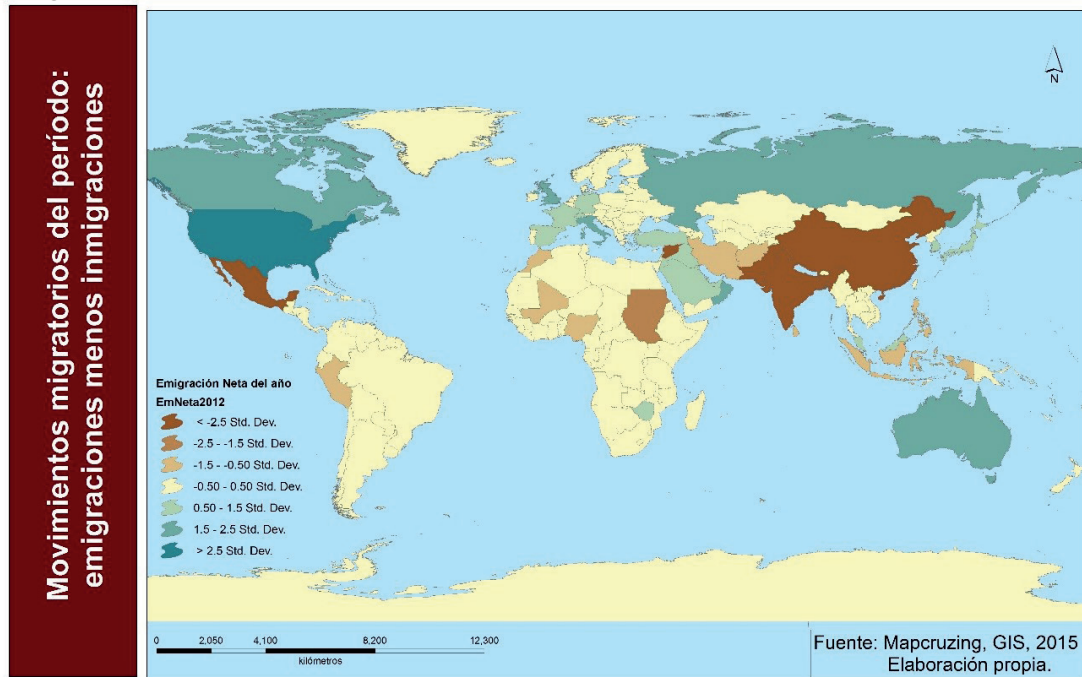 Movimientos migratorios del período:
emigraciones menos inmigraciones
N
Emigración Neta del año
EmNeta2012
< -2.5 Std. Dev.
-2.5 - -1.5 Std. Dev.
-1.5 - -0.50 Std. Dev.
-0.50 - 0.50 Std. Dev.
0.50 - 1.5 Std. Dev.
1.5 - 2.5 Std. Dev.
> 2.5 Std. Dev.
0 2,050 4,100 8,200 12,300
kilómetros
Fuente: Mapcruzing, GIS, 2015
Elaboración propia.